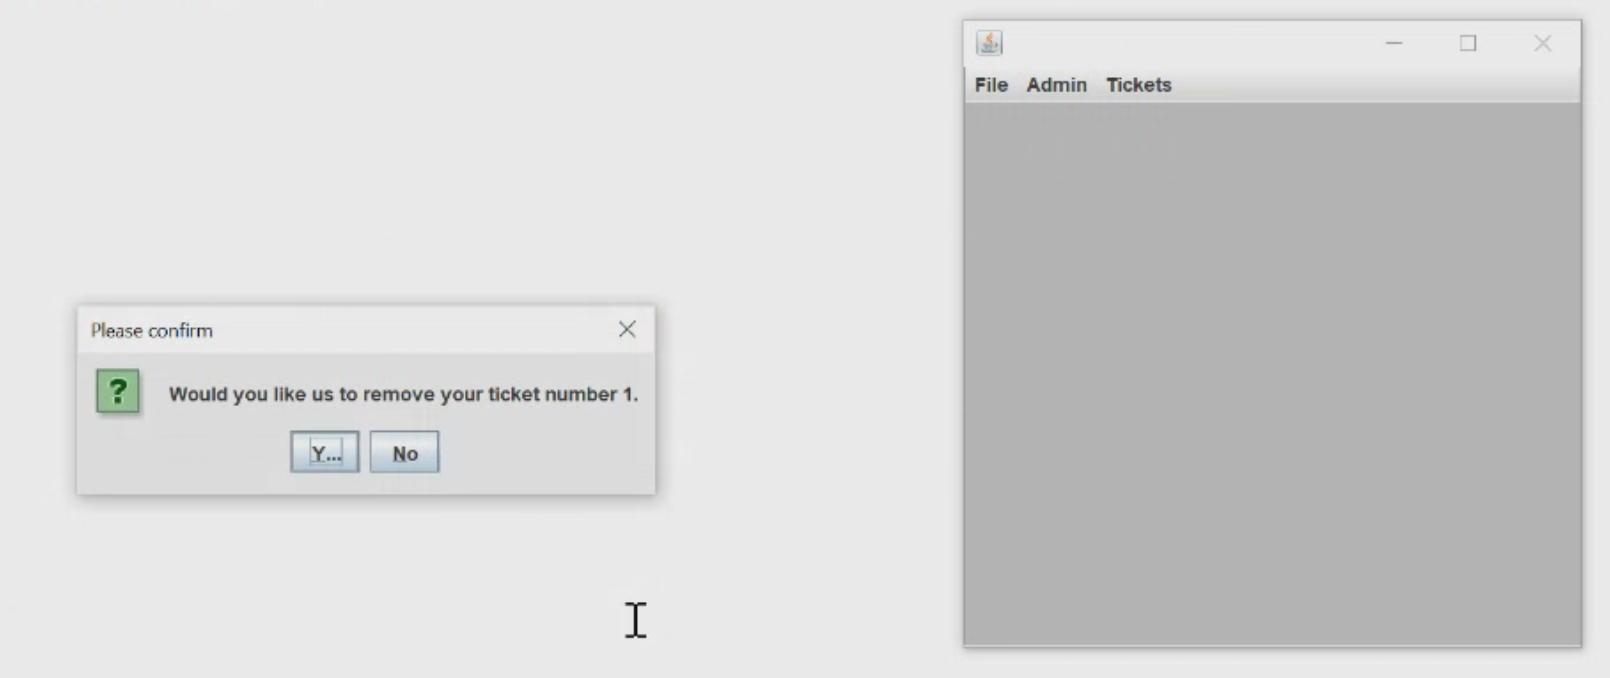 File Admin Tickets
Please confirm
?
Would you like us to remove your ticket number 1.
Y... No